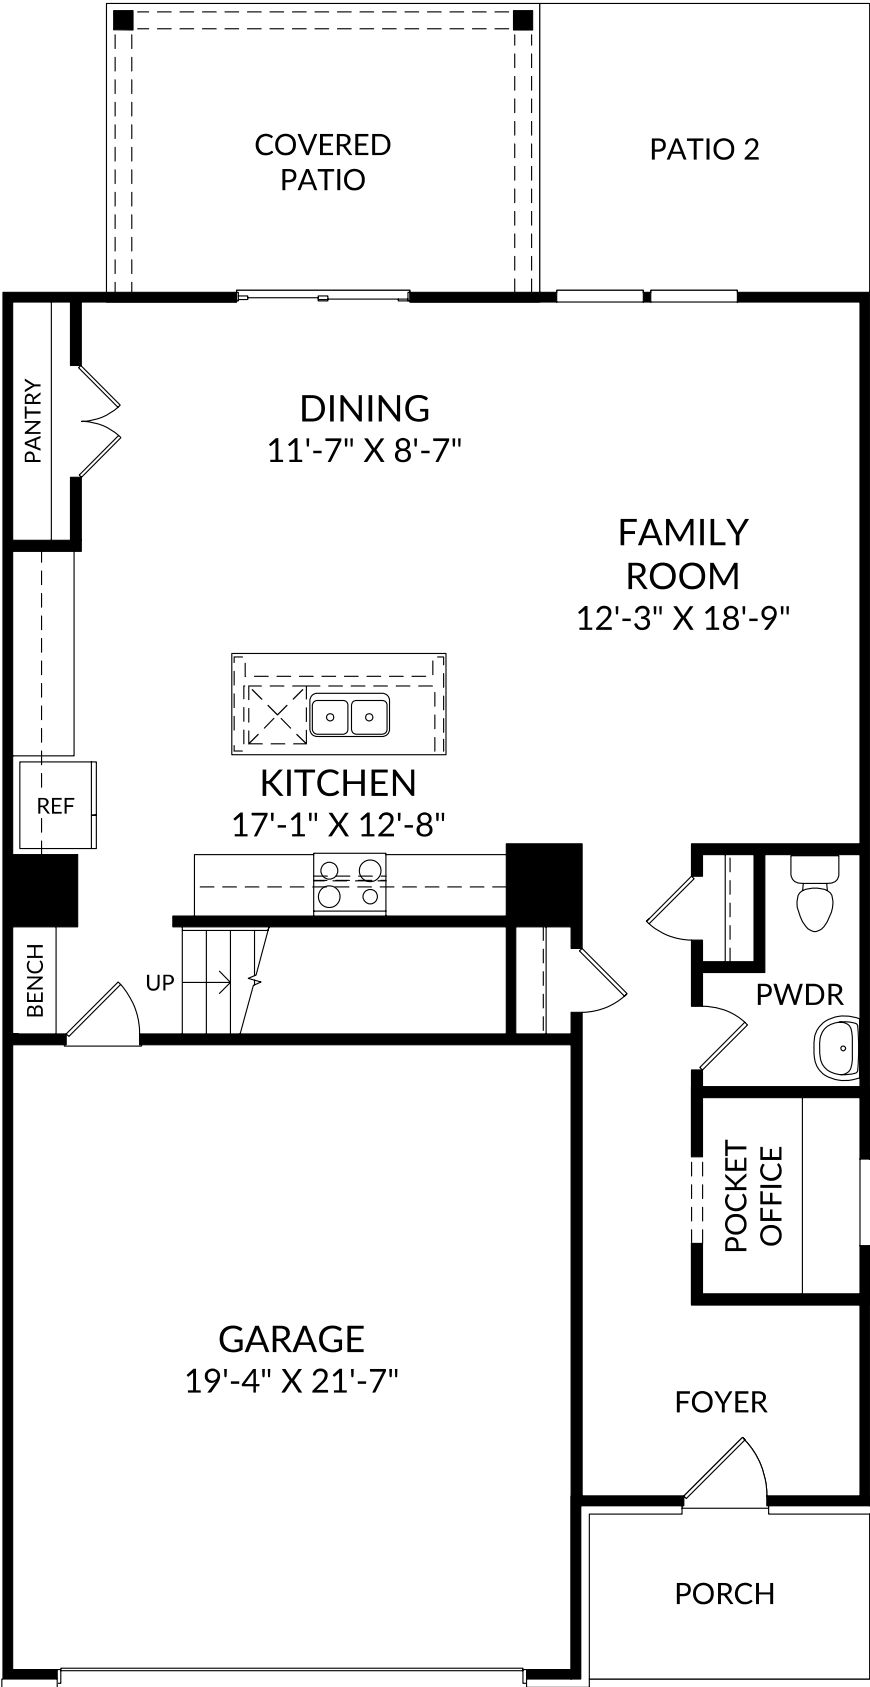 COVERED
PATIO
PATIO 2
PANTRY
DINING
11'-7" X 8'-7"
FAMILY
ROOM
12'-3" X 18'-9"
KITCHEN
17'-1" X 12'-8"
REF
BENCH
UP
PWDR
POCKET
OFFICE
GARAGE
19'-4" X 21'-7"
FOYER
PORCH